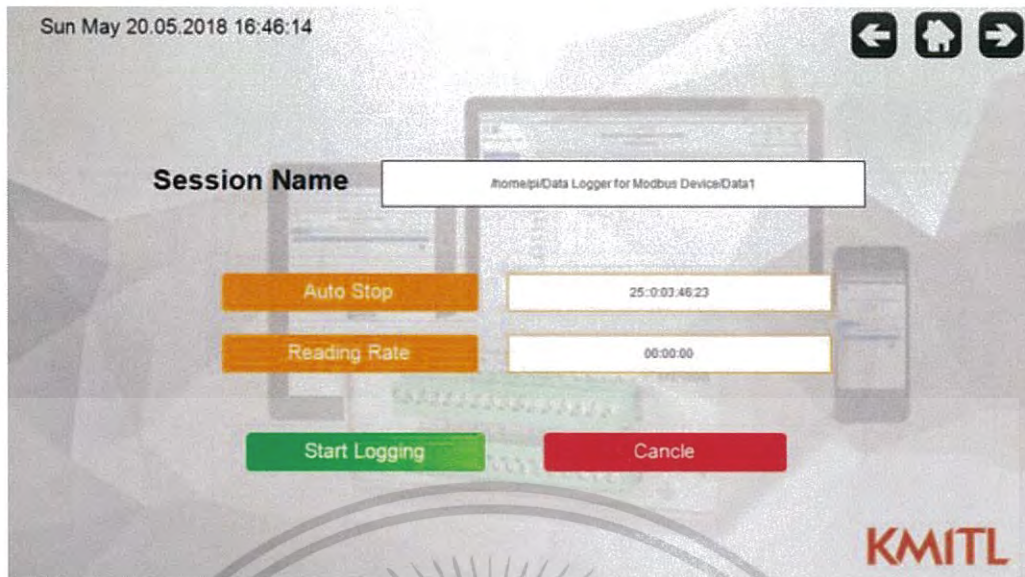 Sun May 20.05.2018 16:46:14
Session Name
/home/pi/Data Logger for Modbus Device/Data1
Auto Stop
25::0:03:46:23
Reading Rate
00:00:00
Start Logging
Cancle
KMITL